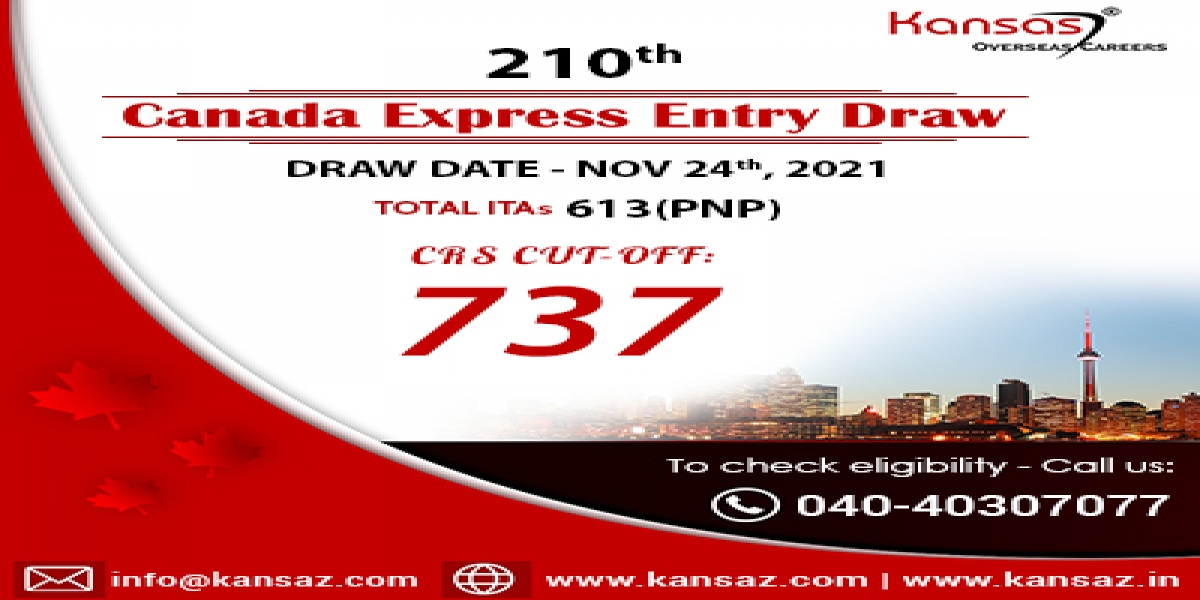 Kansas®
OVERSEAS CAREERS
210th
Canada Express Entry Draw
DRAW DATE - NOV 24th, 2021
TOTAL ITAs 613(PNP)
CRS CUT-OFF:
737
To check eligibility - Call us:
040-40307077
info@kansaz.com www.kansaz.com | www.kansaz.in